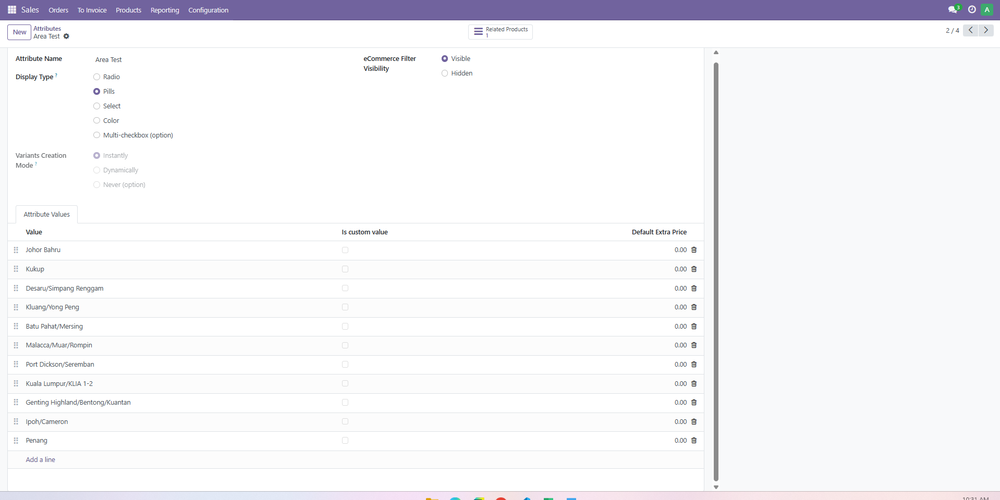 Sales Orders To Invoice Products Reporting Configuration 3 A
New Attributes
Area Test
Related Products
1
2 / 4
Attribute Name Area Test
eCommerce Filter
Visibility
Visible
Hidden
Display Type ?
Radio
Pills
Select
Color
Multi-checkbox (option)
Variants Creation
Mode ?
Instantly
Dynamically
Never (option)
Attribute Values
Value Is custom value Default Extra Price
Johor Bahru 0.00
Kukup 0.00
Desaru/Simpang Renggam 0.00
Kluang/Yong Peng 0.00
Batu Pahat/Mersing 0.00
Malacca/Muar/Rompin 0.00
Port Dickson/Seremban 0.00
Kuala Lumpur/KLIA 1-2 0.00
Genting Highland/Bentong/Kuantan 0.00
Ipoh/Cameron 0.00
Penang 0.00
Add a line
10:31 AM